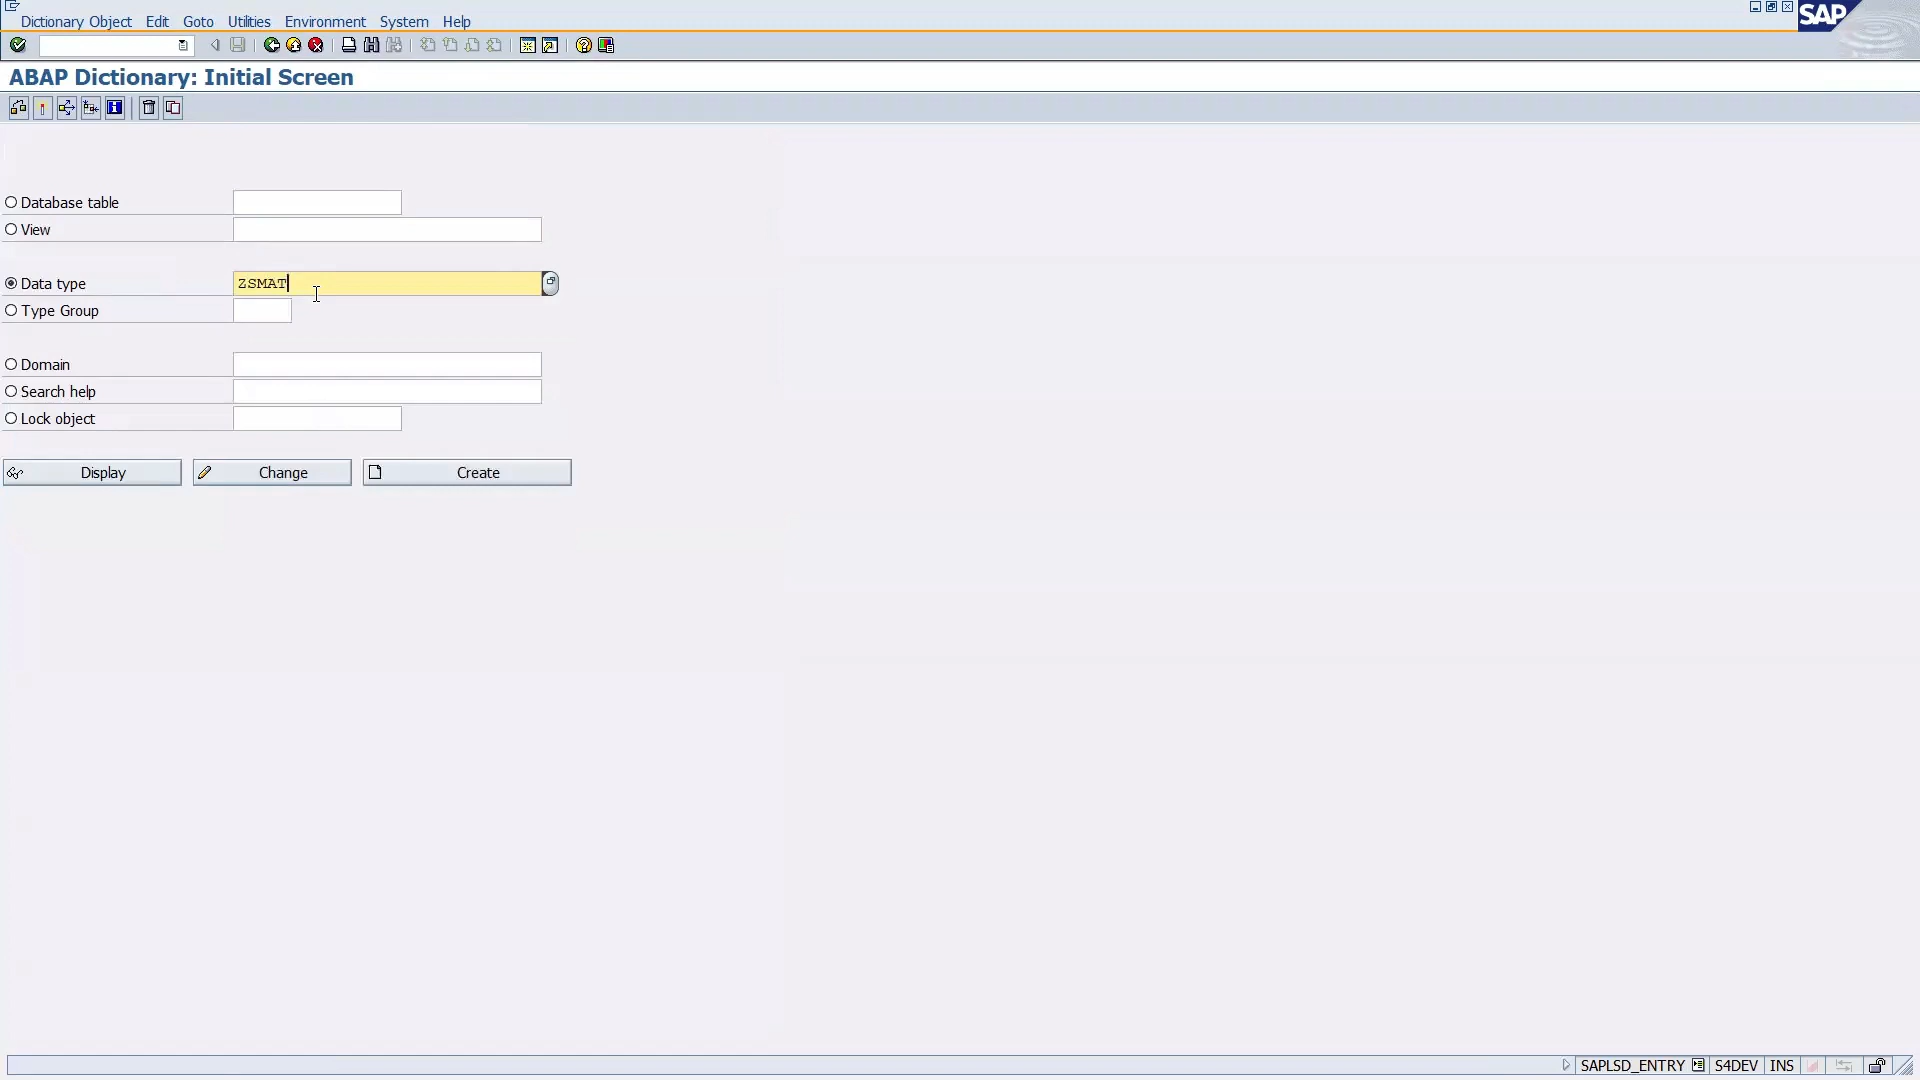 Dictionary Object Edit Goto Utilities Environment System Help
SAP
ABAP Dictionary: Initial Screen
Database table
View
Data type ZSMAT
Type Group
Domain
Search help
Lock object
Display Change Create
SAPLSD_ENTRY S4DEV INS